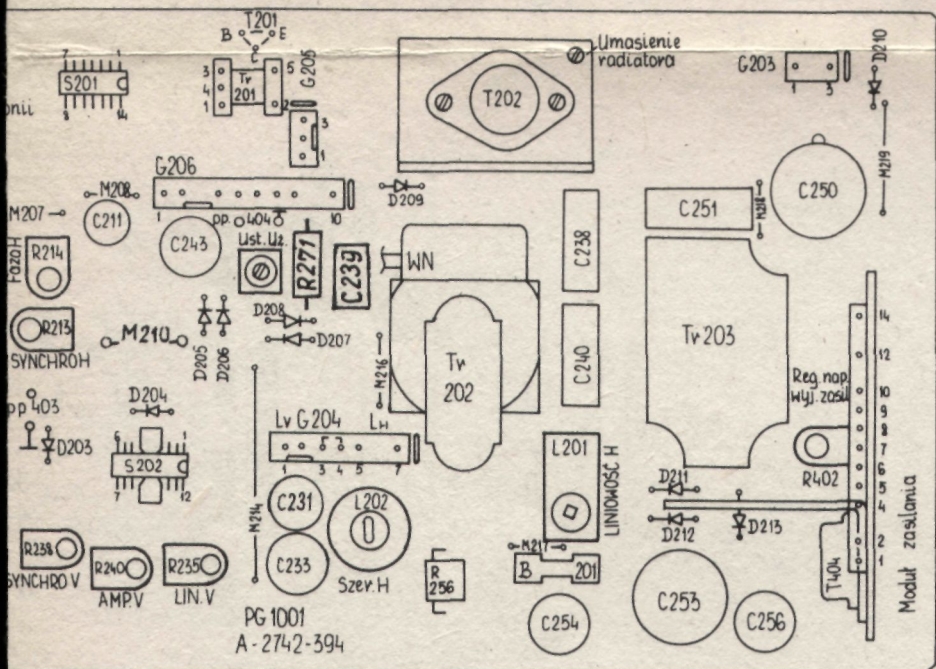 T201
B E
C
7 1
S201
8 14
onii
3 5
4 Tr
201
1 2
G205
3
1
T202
Umasienie
radiatora
G203
1 3
D210
M219
M208
M207
C211
G206
1 10
pp. 404
D209
C238
C251
M218
C250
Fazo H
R214
C243
Ust. Uz.
R271
C239
WN
R213
SYNCHRO H
M210
D205
D206
D208
D207
M216
Tr
202
C240
Tr 203
14
12
10
9
8
7
6
5
4
2
1
Reg. nap.
wyj. zasil
R402
pp 403
D203
D204
6 1
S202
7 12
Lv G204 LH
1 3 4 5 7
M214
C231
C233
L202
Szer. H
L201
LINIOWOŚĆ H
D211
D212
D213
T404
Moduł zasilania
R238
SYNCHRO V
R240
AMP. V
R235
LIN. V
R
256
M217
B 201
C254
C253
C256
PG 1001
A-2742-394